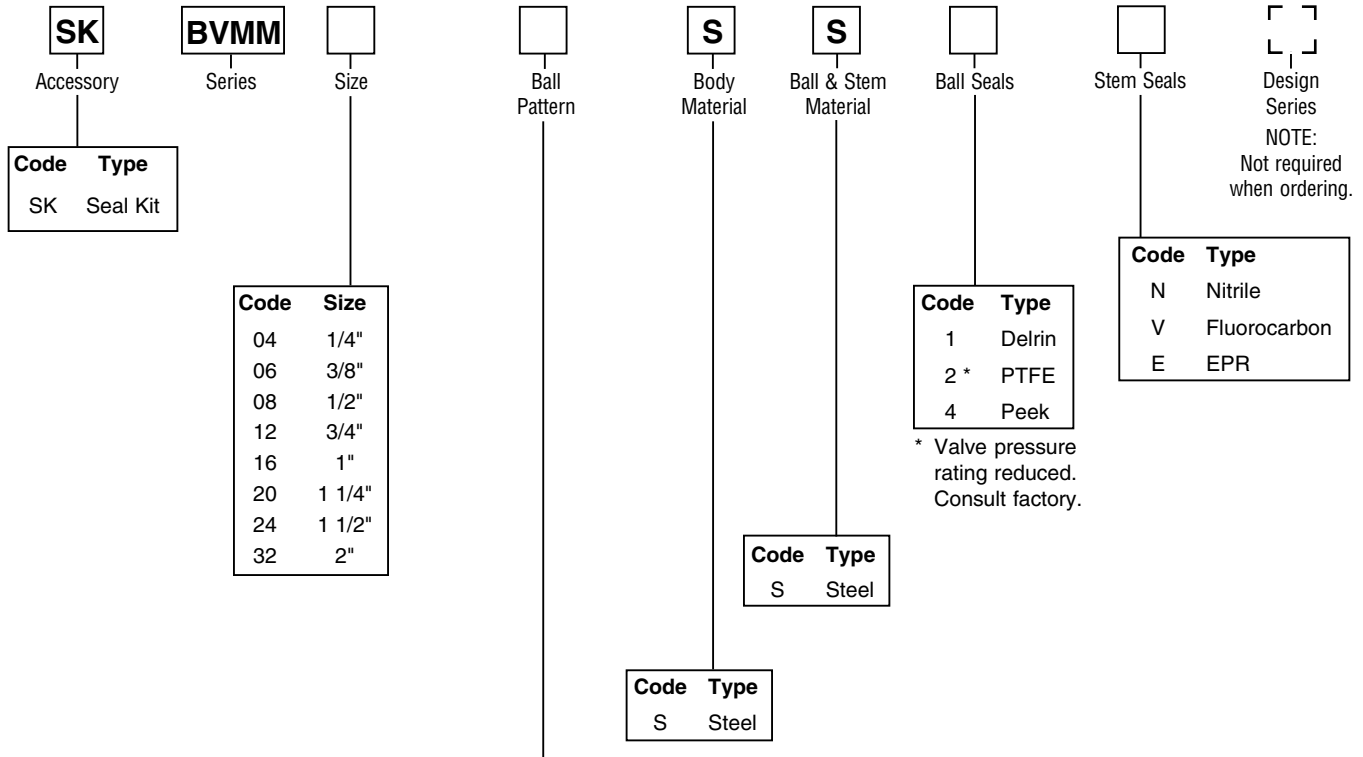 SK BVMM S S
Accessory Series Size Ball Pattern Body Material Ball & Stem Material Ball Seals Stem Seals Design Series
NOTE:
Not required
when ordering.
Code Type
SK Seal Kit
Code Size
04 1/4"
06 3/8"
08 1/2"
12 3/4"
16 1"
20 1 1/4"
24 1 1/2"
32 2"
Code Type
S Steel
Code Type
S Steel
Code Type
1 Delrin
2 * PTFE
4 Peek
* Valve pressure
rating reduced.
Consult factory.
Code Type
N Nitrile
V Fluorocarbon
E EPR